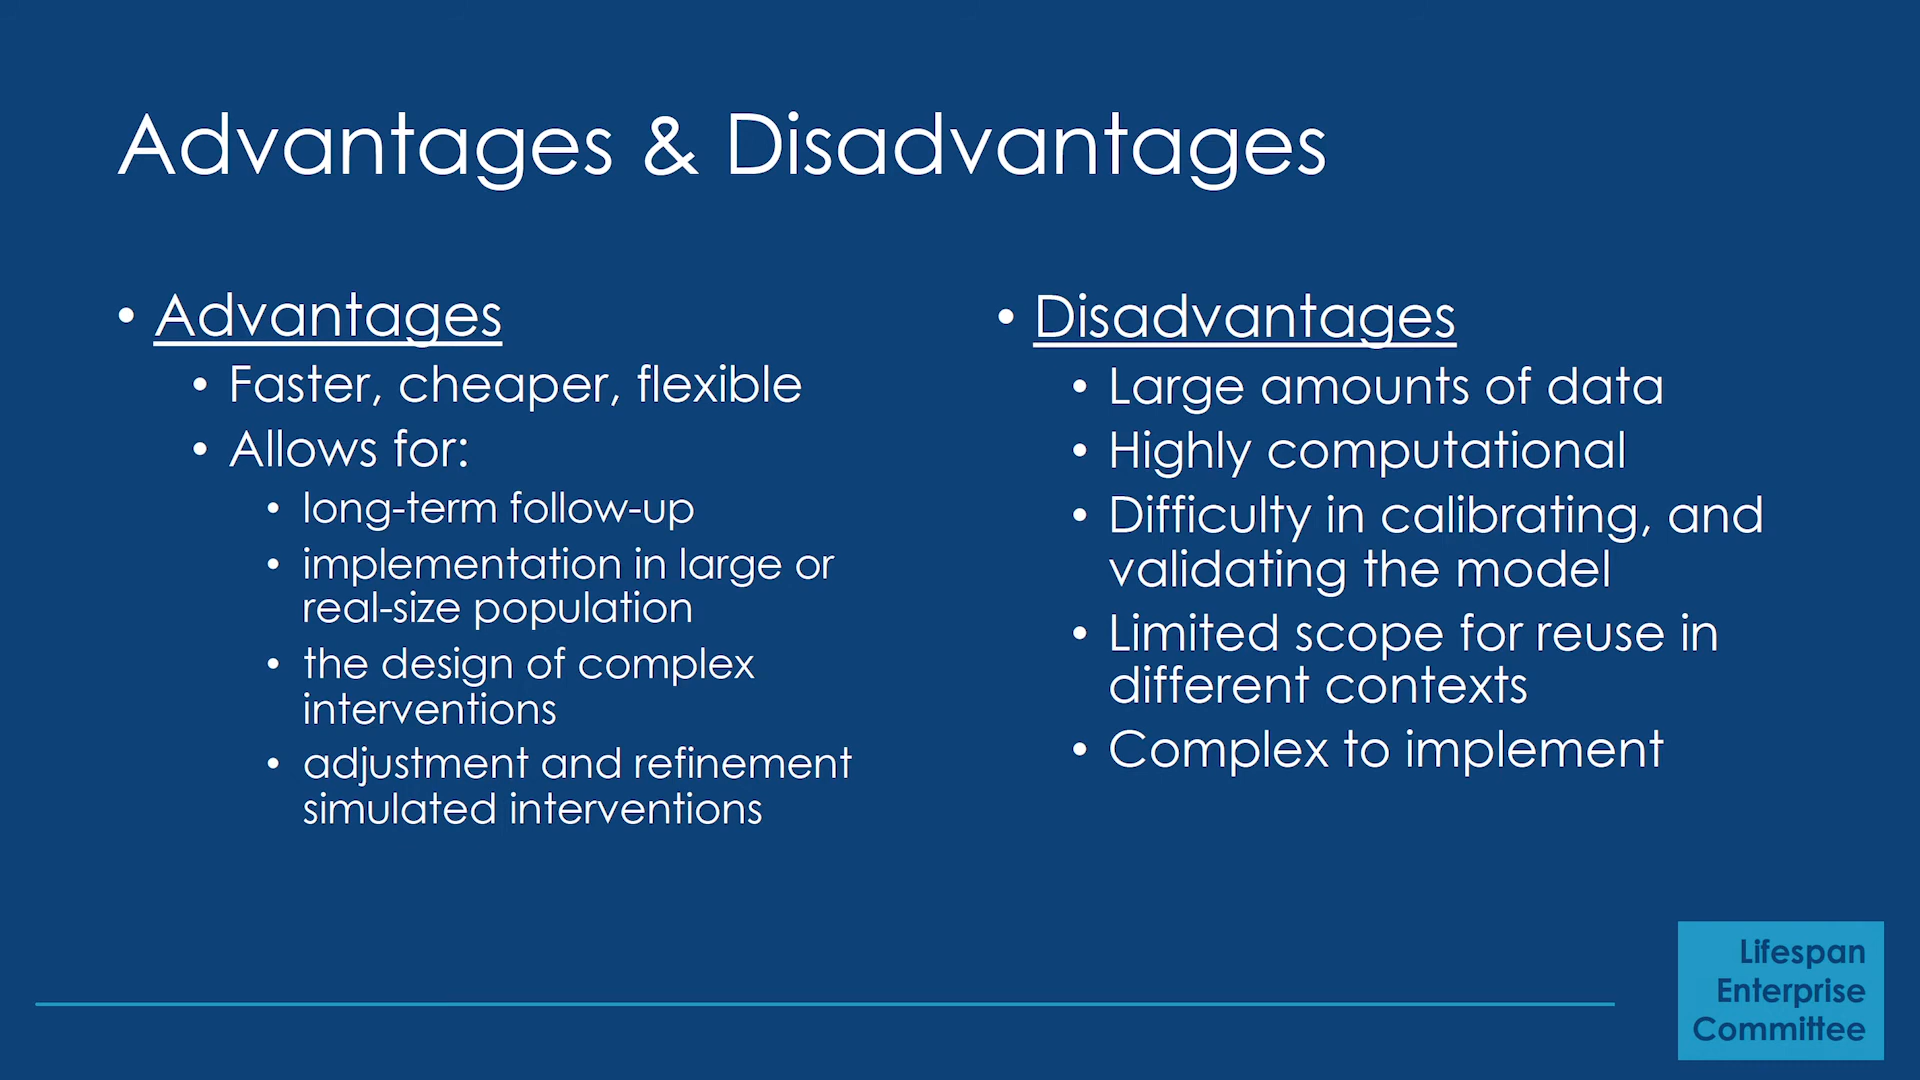 Advantages & Disadvantages
• Advantages
• Faster, cheaper, flexible
• Allows for:
• long-term follow-up
• implementation in large or
real-size population
• the design of complex
interventions
• adjustment and refinement
simulated interventions
• Disadvantages
• Large amounts of data
• Highly computational
• Difficulty in calibrating, and
validating the model
• Limited scope for reuse in
different contexts
• Complex to implement
Lifespan
Enterprise
Committee